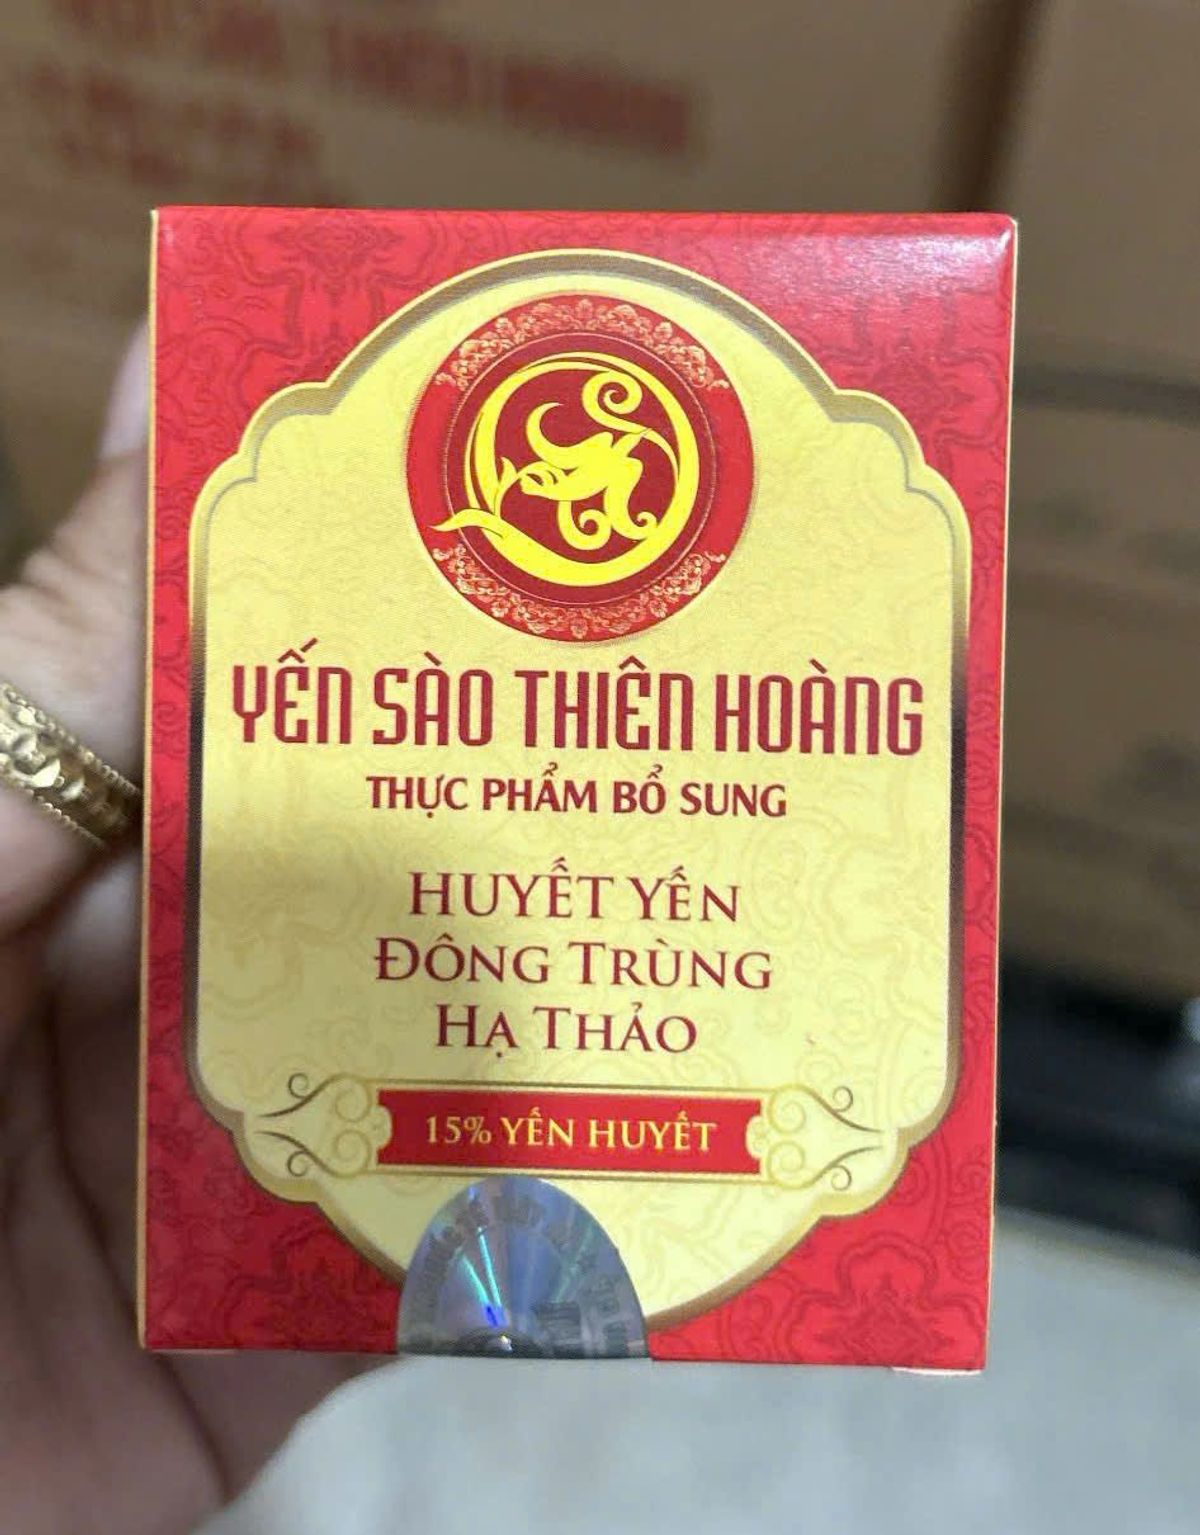 YẾN SÀO THIÊN HOÀNG
THỰC PHẨM BỔ SUNG
HUYẾT YẾN
ĐÔNG TRÙNG
HẠ THẢO
15% YẾN HUYẾT